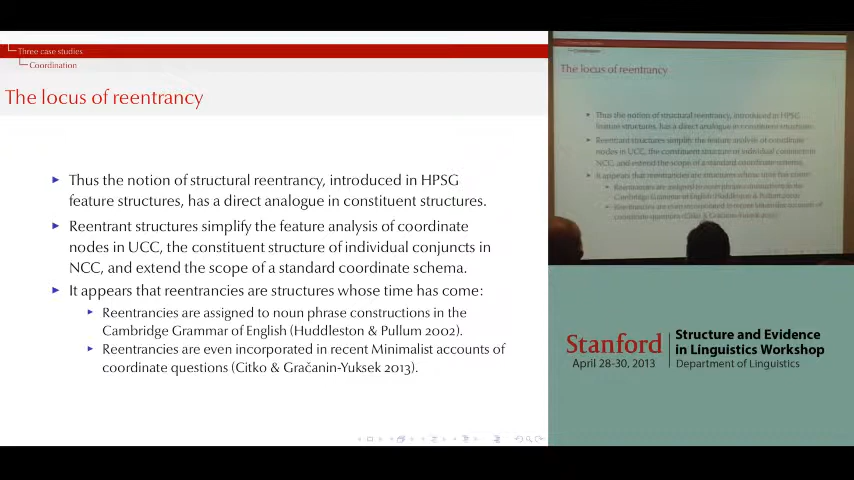 Three case studies
Coordination
The locus of reentrancy
Thus the notion of structural reentrancy, introduced in HPSG
feature structures, has a direct analogue in constituent structures.
Reentrant structures simplify the feature analysis of coordinate
nodes in UCC, the constituent structure of individual conjuncts in
NCC, and extend the scope of a standard coordinate schema.
It appears that reentrancies are structures whose time has come:
Reentrancies are assigned to noun phrase constructions in the
Cambridge Grammar of English (Huddleston & Pullum 2002).
Reentrancies are even incorporated in recent Minimalist accounts of
coordinate questions (Citko & Gračanin-Yuksek 2013).
The locus of reentrancy
Thus the notion of structural reentrancy, introduced in HPSG
feature structures, has a direct analogue in constituent structures.
Reentrant structures simplify the feature analysis of coordinate
nodes in UCC, the constituent structure of individual conjuncts in
NCC, and extend the scope of a standard coordinate schema.
It appears that reentrancies are structures whose time has come:
Reentrancies are assigned to noun phrase constructions in the
Cambridge Grammar of English (Huddleston & Pullum 2002).
Reentrancies are even incorporated in recent Minimalist accounts of
coordinate questions (Citko & Gračanin-Yuksek 2013).
Stanford
April 28-30, 2013
Structure and Evidence
in Linguistics Workshop
Department of Linguistics